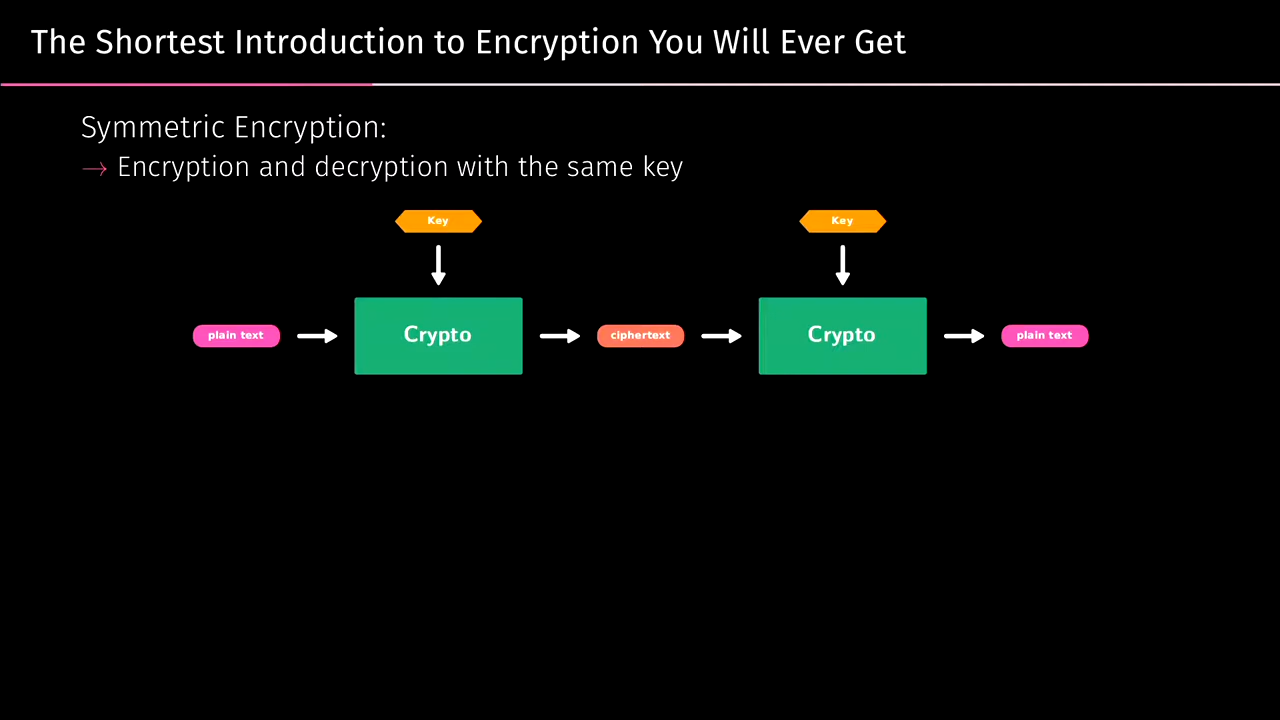 The Shortest Introduction to Encryption You Will Ever Get
Symmetric Encryption:
→ Encryption and decryption with the same key
Key
Key
plain text
Crypto
ciphertext
Crypto
plain text